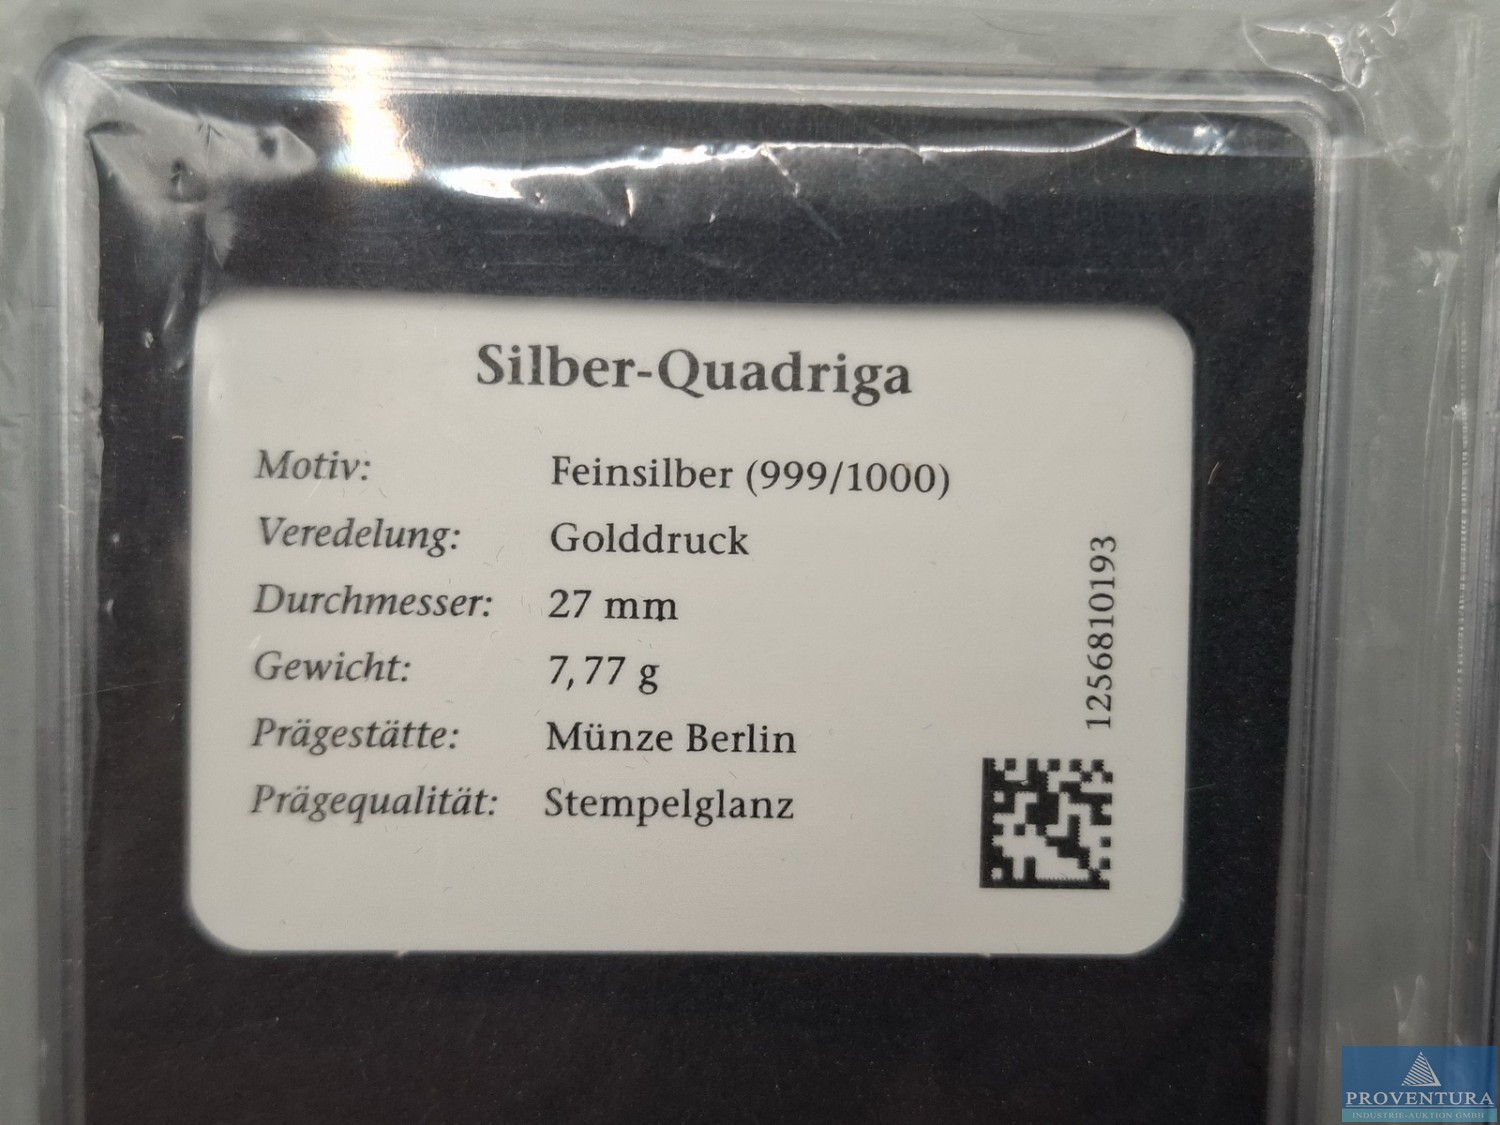 Silber-Quadriga
Motiv: Feinsilber (999/1000)
Veredelung: Golddruck
Durchmesser: 27 mm
Gewicht: 7,77 g
Prägestätte: Münze Berlin
Prägequalität: Stempelglanz
1256810193
PROVENTURA
INDUSTRIE-AUKTION GMBH